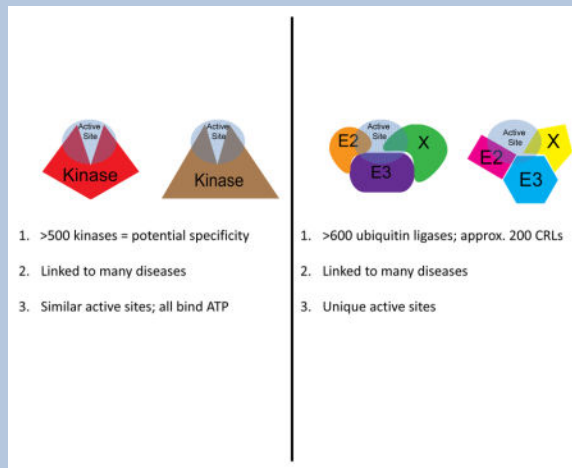 Active
Site
Kinase
Active
Site
Kinase
1. >500 kinases = potential specificity
2. Linked to many diseases
3. Similar active sites; all bind ATP
Active
Site
E2
X
E3
Active
Site
E2
X
E3
1. >600 ubiquitin ligases; approx. 200 CRLs
2. Linked to many diseases
3. Unique active sites